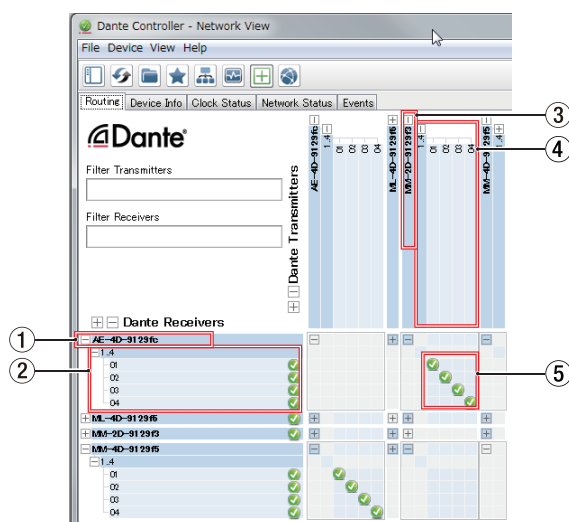 Dante Controller - Network View
File Device View Help
Routing Device Info Clock Status Network Status Events
Dante®
Filter Transmitters
Filter Receivers
Dante Transmitters
AE-4D-9129fc
1..4
01
02
03
04
ML-4D-9129f6
MM-2D-9129f3
1..4
01
02
03
04
MM-4D-9129f5
1..4
③
④
Dante Receivers
① AE-4D-9129fc
② 1..4
01
02
03
04
⑤
ML-4D-9129f6
MM-2D-9129f3
MM-4D-9129f5
1..4
01
02
03
04